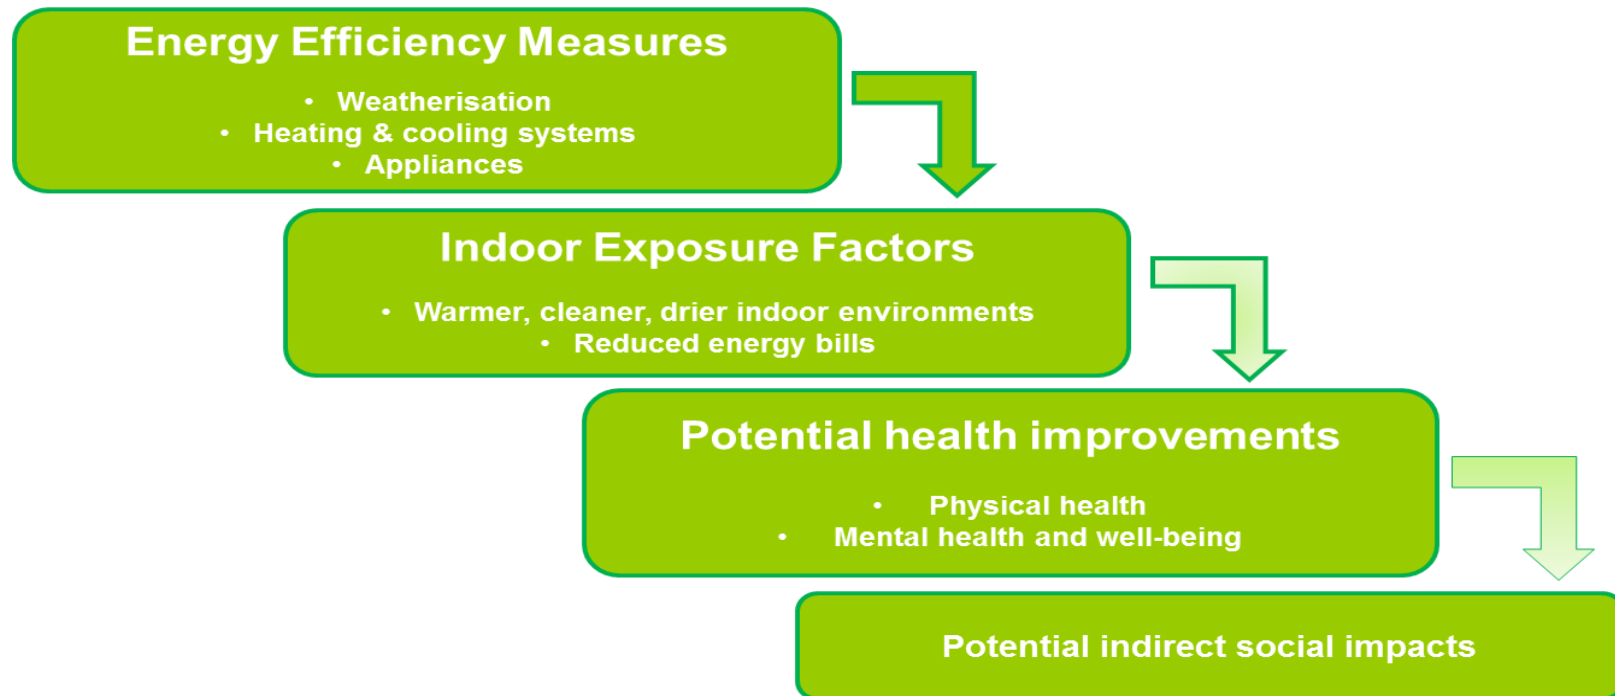 Energy Efficiency Measures
• Weatherisation
• Heating & cooling systems
• Appliances
Indoor Exposure Factors
• Warmer, cleaner, drier indoor environments
• Reduced energy bills
Potential health improvements
• Physical health
• Mental health and well-being
Potential indirect social impacts